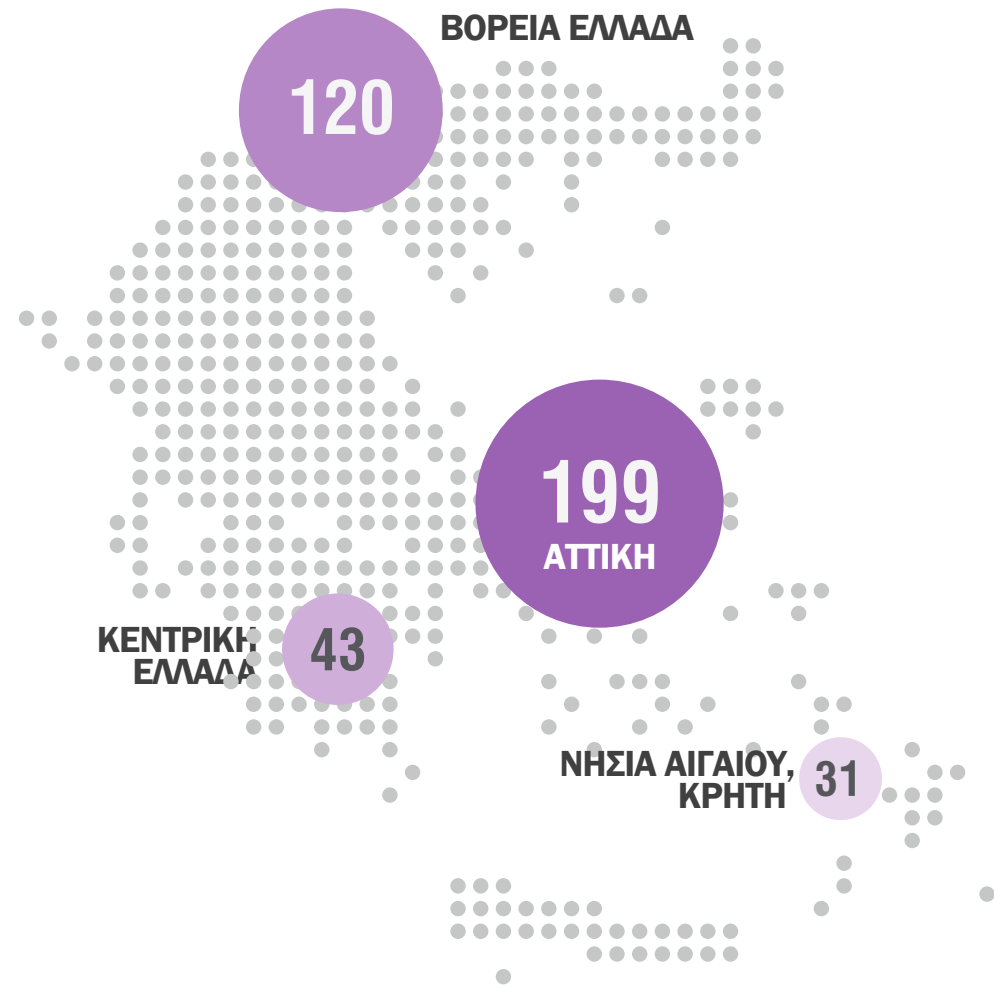 ΒΟΡΕΙΑ ΕΛΛΑΔΑ
120
199
ΑΤΤΙΚΗ
ΚΕΝΤΡΙΚΗ
ΕΛΛΑΔΑ
43
ΝΗΣΙΑ ΑΙΓΑΙΟΥ,
ΚΡΗΤΗ
31